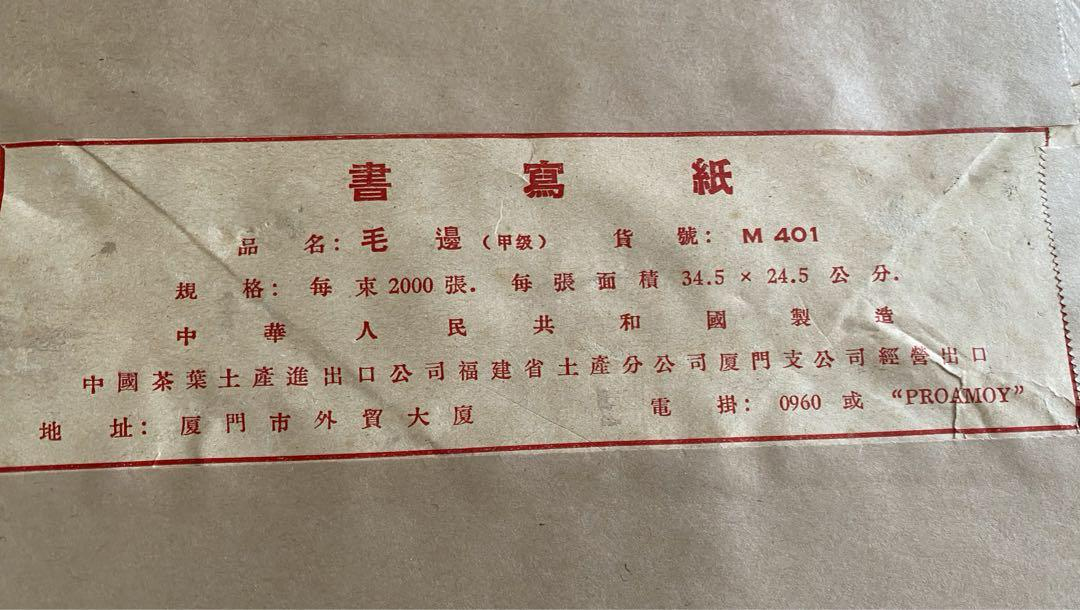 書寫紙
品名：毛邊（甲级） 貨號：M 401
規格：每束2000張．每張面積 34.5 × 24.5 公分．
中華人民共和國製造
中國茶葉土產進出口公司福建省土產分公司厦門支公司經營出口
地址：厦門市外貿大廈 電掛：0960 或 “PROAMOY”